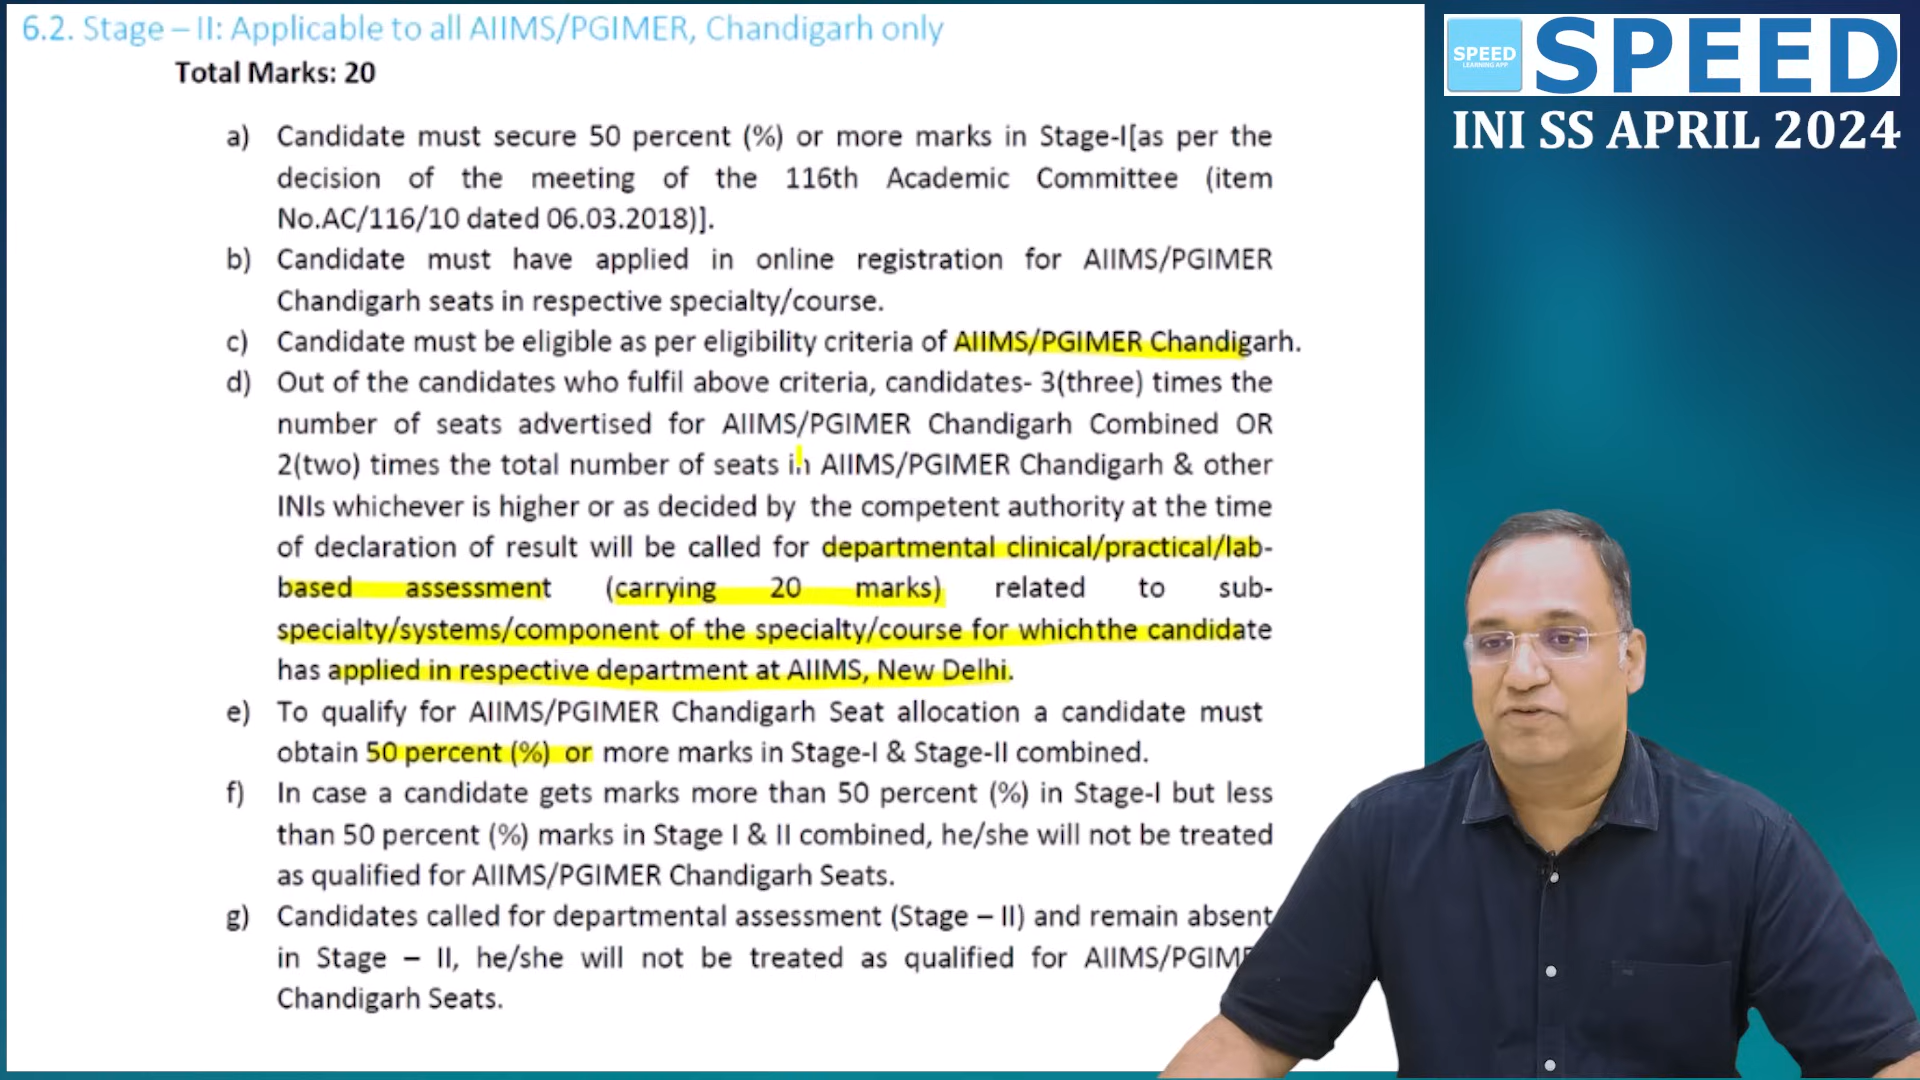 6.2. Stage – II: Applicable to all AIIMS/PGIMER, Chandigarh only
Total Marks: 20
a) Candidate must secure 50 percent (%) or more marks in Stage-I[as per the
decision of the meeting of the 116th Academic Committee (item
No.AC/116/10 dated 06.03.2018)].
b) Candidate must have applied in online registration for AIIMS/PGIMER
Chandigarh seats in respective specialty/course.
c) Candidate must be eligible as per eligibility criteria of AIIMS/PGIMER Chandigarh.
d) Out of the candidates who fulfil above criteria, candidates- 3(three) times the
number of seats advertised for AIIMS/PGIMER Chandigarh Combined OR
2(two) times the total number of seats in AIIMS/PGIMER Chandigarh & other
INIs whichever is higher or as decided by the competent authority at the time
of declaration of result will be called for departmental clinical/practical/lab-
based assessment (carrying 20 marks) related to sub-
specialty/systems/component of the specialty/course for whichthe candidate
has applied in respective department at AIIMS, New Delhi.
e) To qualify for AIIMS/PGIMER Chandigarh Seat allocation a candidate must
obtain 50 percent (%) or more marks in Stage-I & Stage-II combined.
f) In case a candidate gets marks more than 50 percent (%) in Stage-I but less
than 50 percent (%) marks in Stage I & II combined, he/she will not be treated
as qualified for AIIMS/PGIMER Chandigarh Seats.
g) Candidates called for departmental assessment (Stage – II) and remain absent
in Stage – II, he/she will not be treated as qualified for AIIMS/PGIM
Chandigarh Seats.
SPEED
LEARNING APP
SPEED
INI SS APRIL 2024